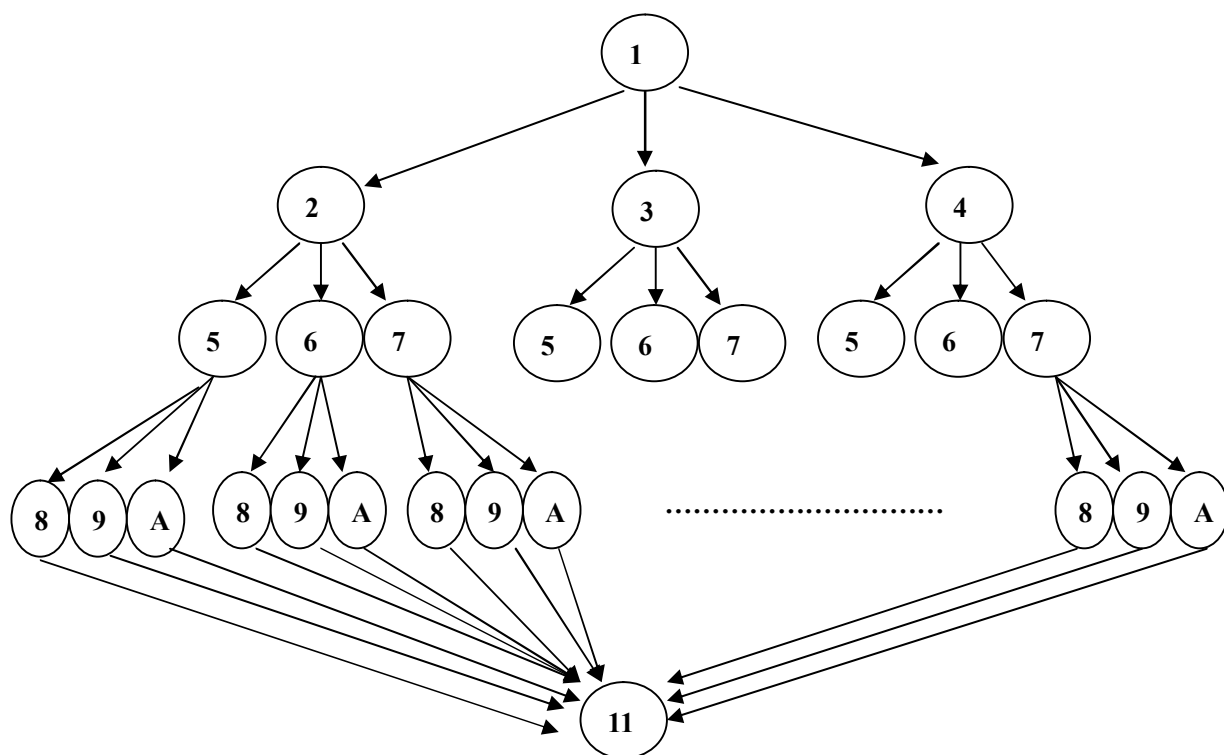 1
2 3 4
5 6 7 5 6 7 5 6 7
8 9 A 8 9 A 8 9 A ............................. 8 9 A
11